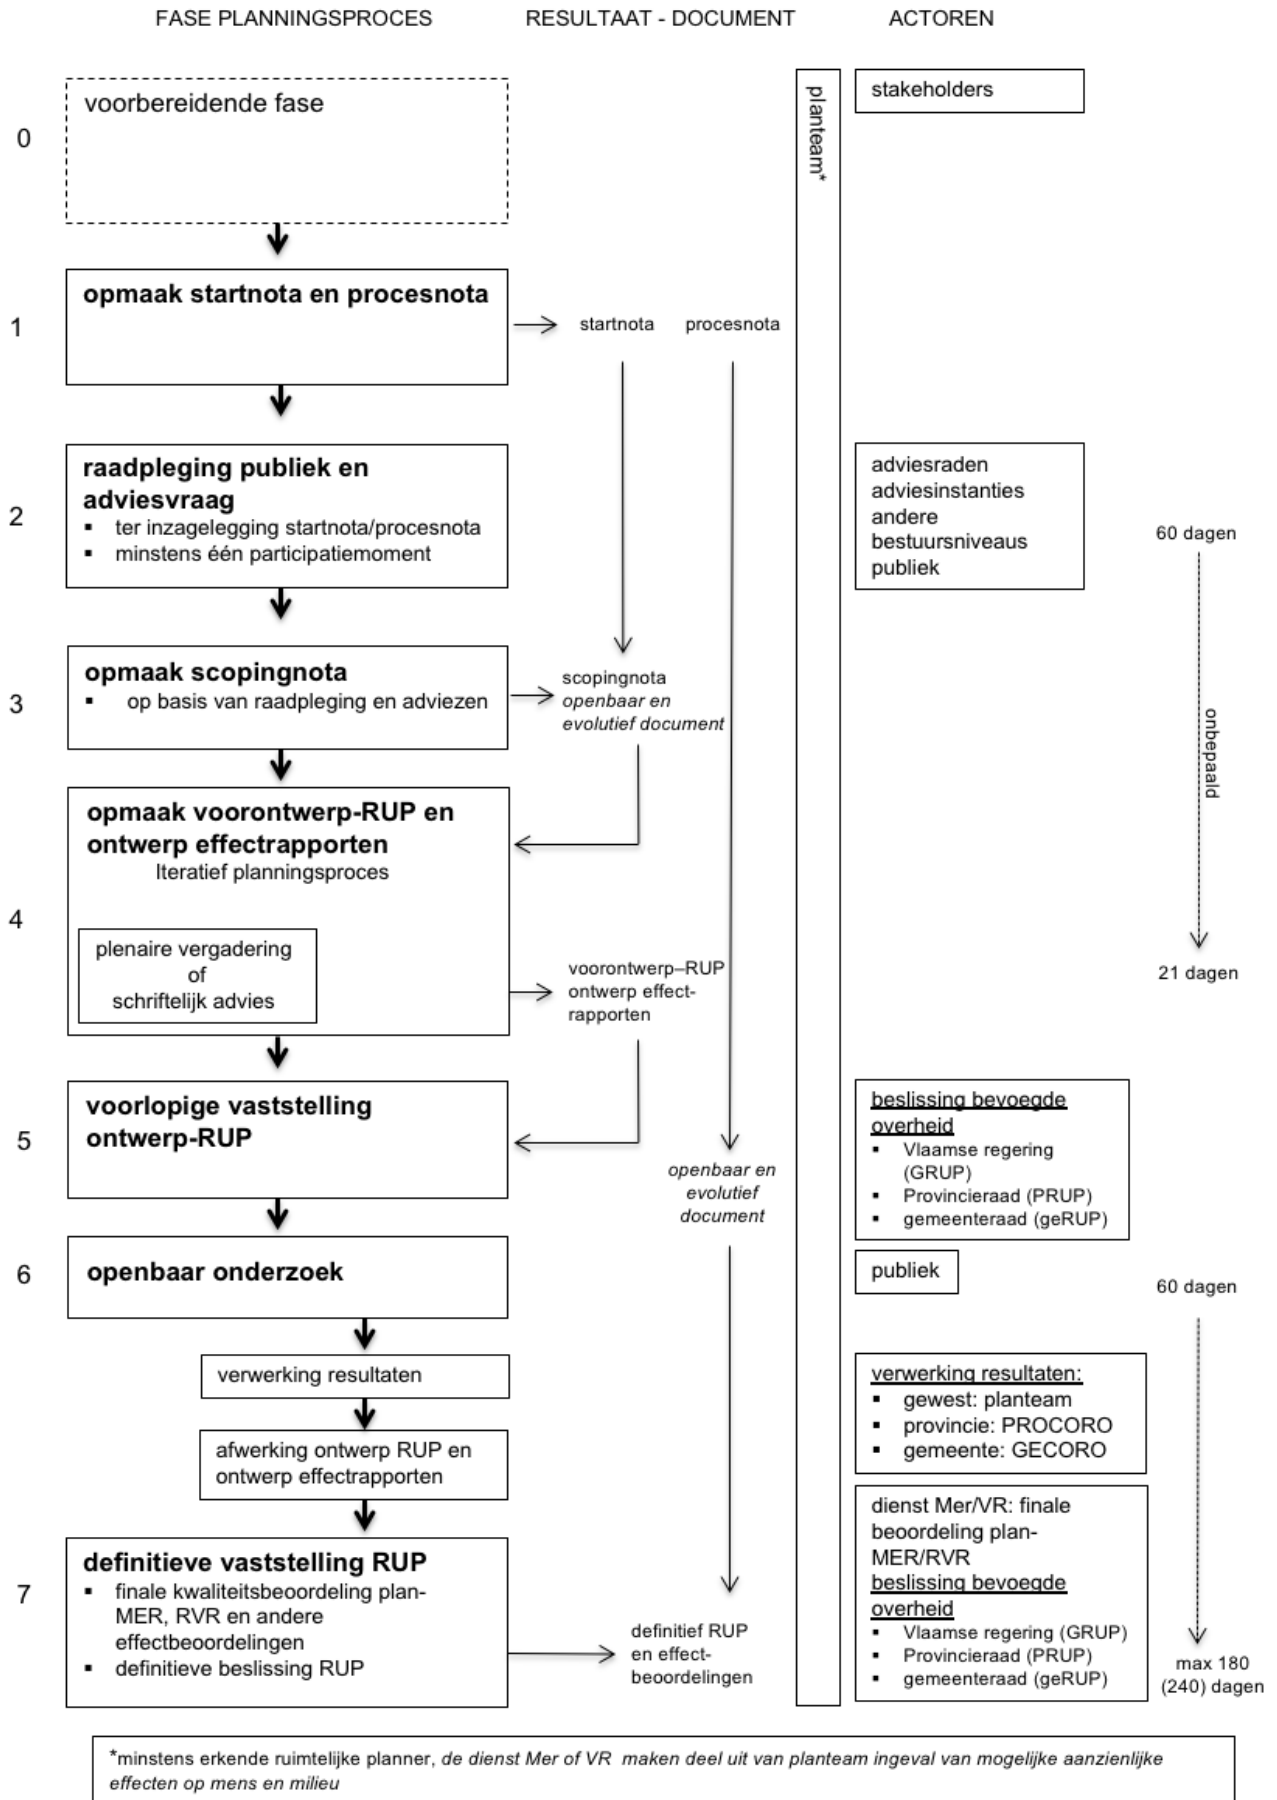 FASE PLANNINGSPROCES
RESULTAAT - DOCUMENT
ACTOREN
planteam*
0
voorbereidende fase
stakeholders
1
opmaak startnota en procesnota
startnota
procesnota
2
raadpleging publiek en
adviesvraag
▪ ter inzagelegging startnota/procesnota
▪ minstens één participatiemoment
adviesraden
adviesinstanties
andere
bestuursniveaus
publiek
60 dagen
3
opmaak scopingnota
▪ op basis van raadpleging en adviezen
scopingnota
openbaar en
evolutief document
onbepaald
4
opmaak voorontwerp-RUP en
ontwerp effectrapporten
Iteratief planningsproces
plenaire vergadering
of
schriftelijk advies
voorontwerp–RUP
ontwerp effect-
rapporten
21 dagen
5
voorlopige vaststelling
ontwerp-RUP
openbaar en
evolutief
document
beslissing bevoegde
overheid
▪ Vlaamse regering
(GRUP)
▪ Provincieraad (PRUP)
▪ gemeenteraad (geRUP)
6
openbaar onderzoek
publiek
60 dagen
verwerking resultaten
afwerking ontwerp RUP en
ontwerp effectrapporten
verwerking resultaten:
▪ gewest: planteam
▪ provincie: PROCORO
▪ gemeente: GECORO
7
definitieve vaststelling RUP
▪ finale kwaliteitsbeoordeling plan-
MER, RVR en andere
effectbeoordelingen
▪ definitieve beslissing RUP
definitief RUP
en effect-
beoordelingen
dienst Mer/VR: finale
beoordeling plan-
MER/RVR
beslissing bevoegde
overheid
▪ Vlaamse regering (GRUP)
▪ Provincieraad (PRUP)
▪ gemeenteraad (geRUP)
max 180
(240) dagen
*minstens erkende ruimtelijke planner, de dienst Mer of VR maken deel uit van planteam ingeval van mogelijke aanzienlijke
effecten op mens en milieu